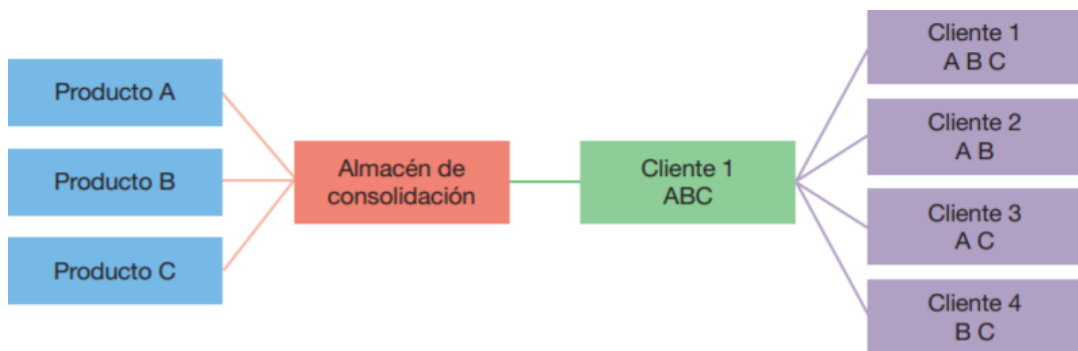 Producto A
Producto B
Producto C
Almacén de
consolidación
Cliente 1
ABC
Cliente 1
A B C
Cliente 2
A B
Cliente 3
A C
Cliente 4
B C